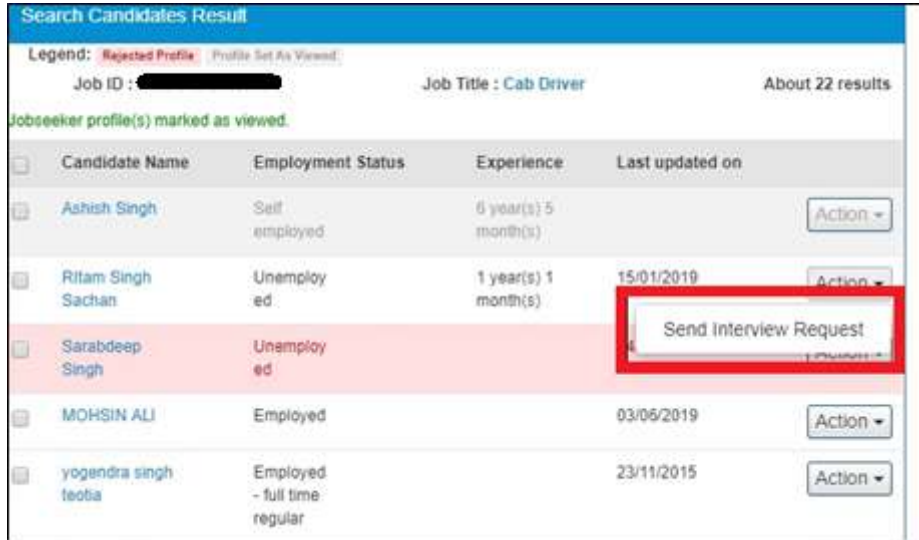 Search Candidates Result
Legend: Rejected Profile Profile Set As Viewed
Job ID : Job Title : Cab Driver About 22 results
Jobseeker profile(s) marked as viewed.
Candidate Name Employment Status Experience Last updated on
Ashish Singh Self 6 year(s) 5 Action
employed month(s)
Ritam Singh Unemploy 1 year(s) 1 15/01/2019 Action
Sachan ed month(s)
Send Interview Request
Sarabdeep Unemploy Action
Singh ed
MOHSIN ALI Employed 03/06/2019 Action
yogendra singh Employed 23/11/2015 Action
teotia - full time
regular